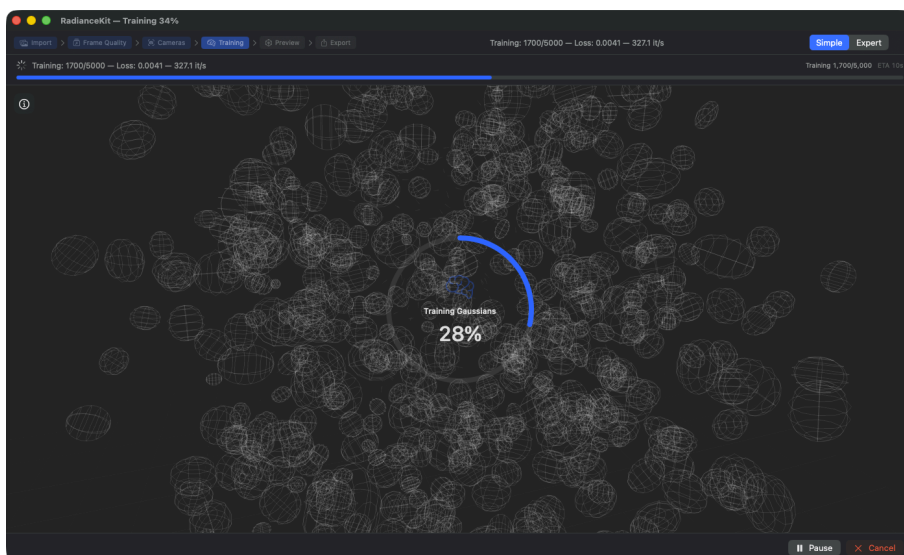 RadianceKit — Training 34%
Import > Frame Quality > Cameras > Training > Preview > Export
Training: 1700/5000 — Loss: 0.0041 — 327.1 it/s
Simple Expert
Training: 1700/5000 — Loss: 0.0041 — 327.1 it/s
Training 1,700/5,000 ETA 10s
Training Gaussians
28%
Pause
Cancel